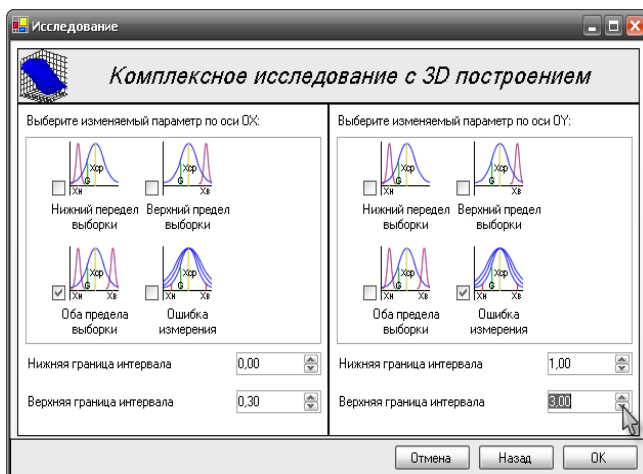 Исследование
Комплексное исследование с 3D построением
Выберите изменяемый параметр по оси OX:
Xср
G
Xн
Нижний передел
выборки
Xср
G
Xв
Верхний предел
выборки
Xср
G
Xн Xв
Оба предела
выборки
Xср
G
Xн Xв
Ошибка
измерения
Нижняя граница интервала 0,00
Верхняя граница интервала 0,30
Выберите изменяемый параметр по оси OY:
Xср
G
Xн
Нижний передел
выборки
Xср
G
Xв
Верхний предел
выборки
Xср
G
Xн Xв
Оба предела
выборки
Xср
G
Xн Xв
Ошибка
измерения
Нижняя граница интервала 1,00
Верхняя граница интервала 3,00
Отмена Назад OK